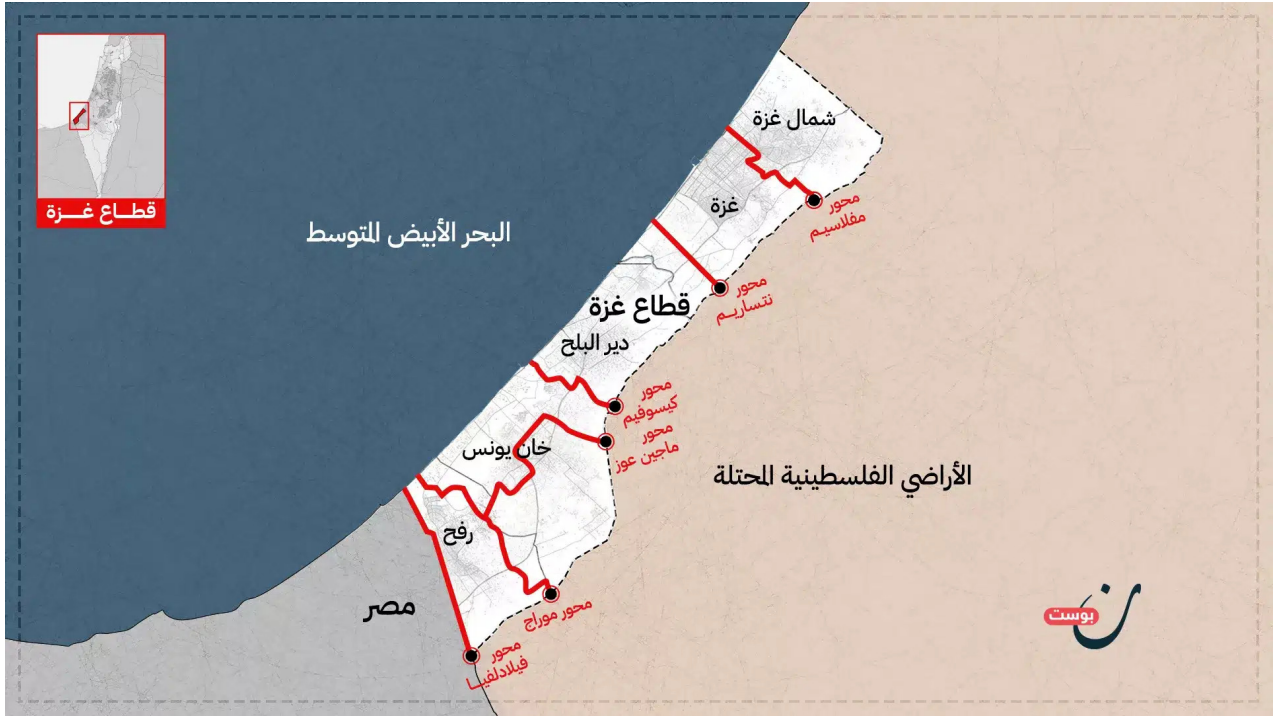 قطاع غزة
شمال غزة
محور
مفلاسيم
غزة
البحر الأبيض المتوسط
محور
نتساريم
قطاع غزة
دير البلح
محور
كيسوفيم
محور
ماجين عوز
خان يونس
الأراضي الفلسطينية المحتلة
رفح
مصر
محور موراج
محور
فيلادلفيا
ن
بوست